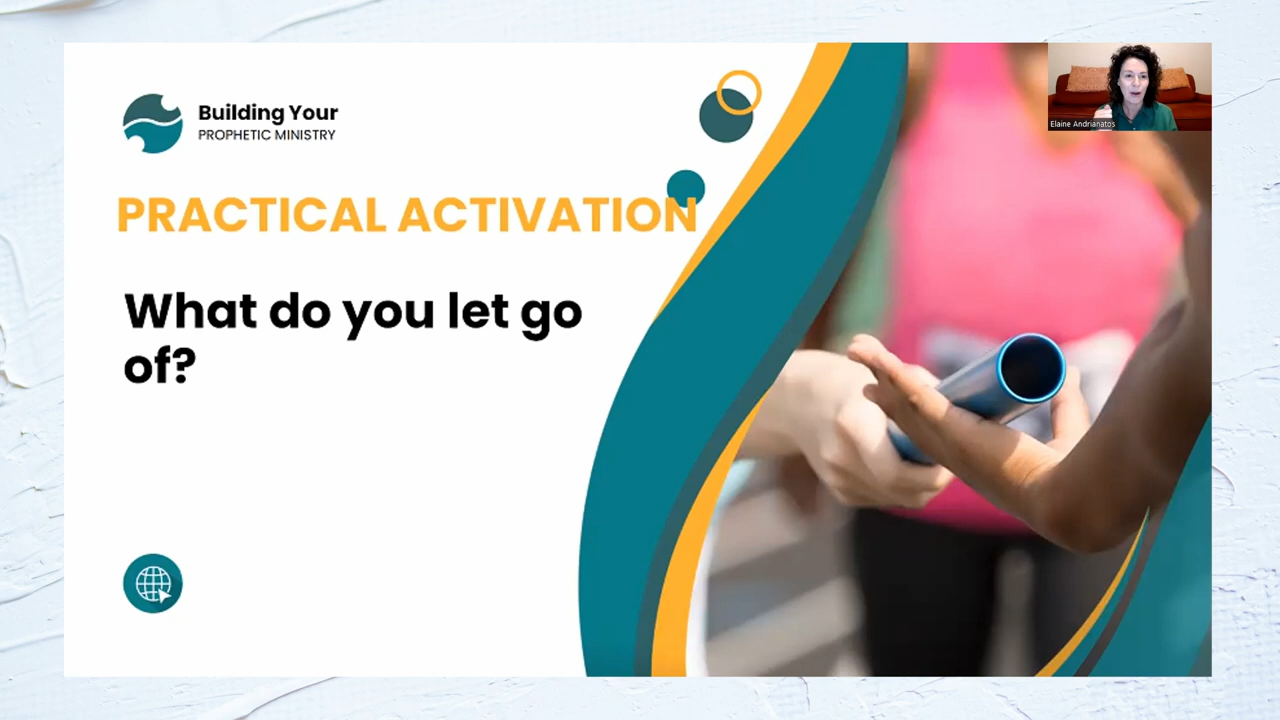 Building Your
PROPHETIC MINISTRY
Elaine Andrianatos
PRACTICAL ACTIVATION
What do you let go
of?